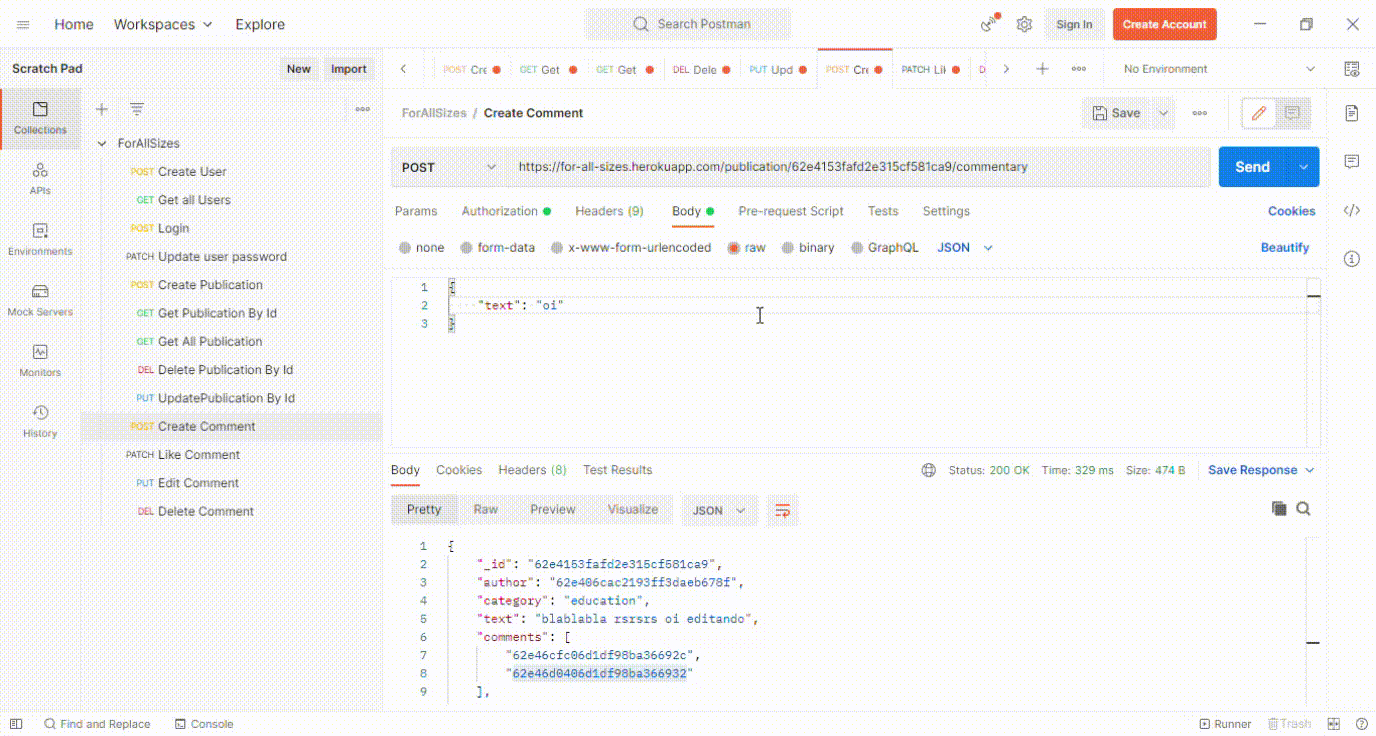 Home Workspaces Explore Search Postman Sign In Create Account
Scratch Pad New Import
POST Cre GET Get GET Get DEL Dele PUT Upd POST Cre PATCH Lik D No Environment
Collections
APIs
Environments
Mock Servers
Monitors
History
ForAllSizes
POST Create User
GET Get all Users
POST Login
PATCH Update user password
POST Create Publication
GET Get Publication By Id
GET Get All Publication
DEL Delete Publication By Id
PUT UpdatePublication By Id
POST Create Comment
PATCH Like Comment
PUT Edit Comment
DEL Delete Comment
ForAllSizes / Create Comment Save
POST https://for-all-sizes.herokuapp.com/publication/62e4153fafd2e315cf581ca9/commentary Send
Params Authorization Headers (9) Body Pre-request Script Tests Settings Cookies
none form-data x-www-form-urlencoded raw binary GraphQL JSON Beautify
1 {
2 "text": "oi"
3 }
Body Cookies Headers (8) Test Results Status: 200 OK Time: 329 ms Size: 474 B Save Response
Pretty Raw Preview Visualize JSON
1 {
2 "_id": "62e4153fafd2e315cf581ca9",
3 "author": "62e406cac2193ff3daeb678f",
4 "category": "education",
5 "text": "blablabla rsrsrs oi editando",
6 "comments": [
7 "62e46cfc06d1df98ba36692c",
8 "62e46d0406d1df98ba366932"
9 ],
Find and Replace Console Runner Trash